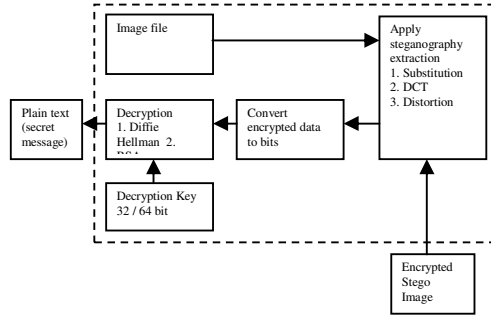 Image file
Apply
steganography
extraction
1. Substitution
2. DCT
3. Distortion
Plain text
(secret
message)
Decryption
1. Diffie
Hellman 2.
Convert
encrypted data
to bits
Decryption Key
32 / 64 bit
Encrypted
Stego
Image